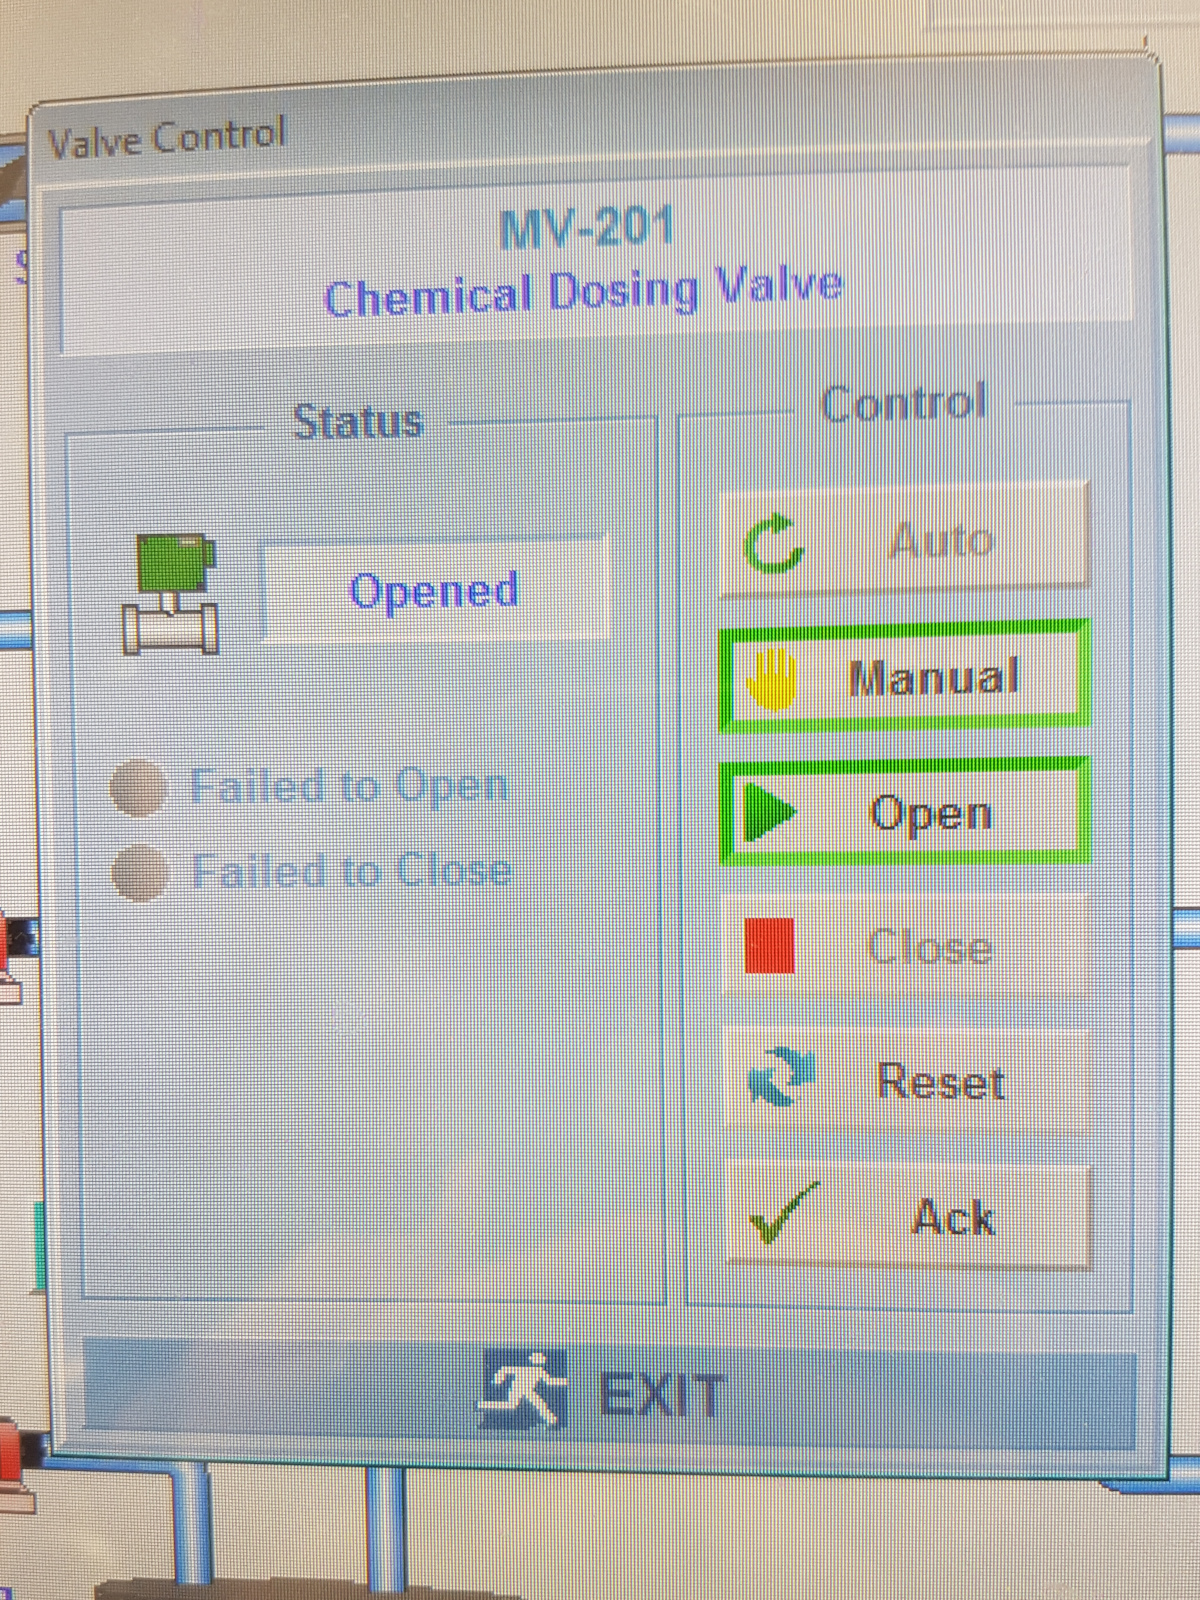 Valve Control
MV-201
Chemical Dosing Valve
Status
Control
Opened
Failed to Open
Failed to Close
Auto
Manual
Open
Close
Reset
Ack
EXIT